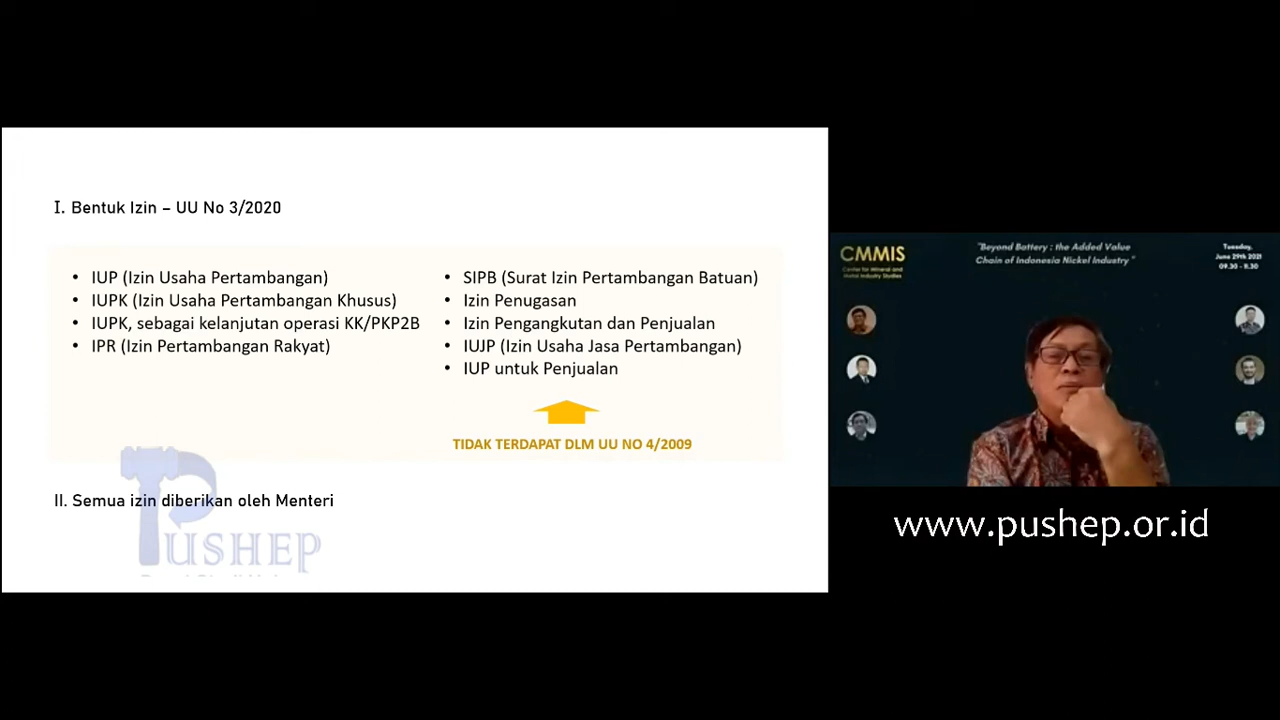 I. Bentuk Izin – UU No 3/2020
• IUP (Izin Usaha Pertambangan)
• IUPK (Izin Usaha Pertambangan Khusus)
• IUPK, sebagai kelanjutan operasi KK/PKP2B
• IPR (Izin Pertambangan Rakyat)
• SIPB (Surat Izin Pertambangan Batuan)
• Izin Penugasan
• Izin Pengangkutan dan Penjualan
• IUJP (Izin Usaha Jasa Pertambangan)
• IUP untuk Penjualan
TIDAK TERDAPAT DLM UU NO 4/2009
II. Semua izin diberikan oleh Menteri
PUSHEP
CMMIS
Center for Mineral and
Metal Industry Studies
"Beyond Battery : the Added Value
Chain of Indonesia Nickel Industry"
Tuesday,
June 29th 2021
09.30 - 11.30
www.pushep.or.id